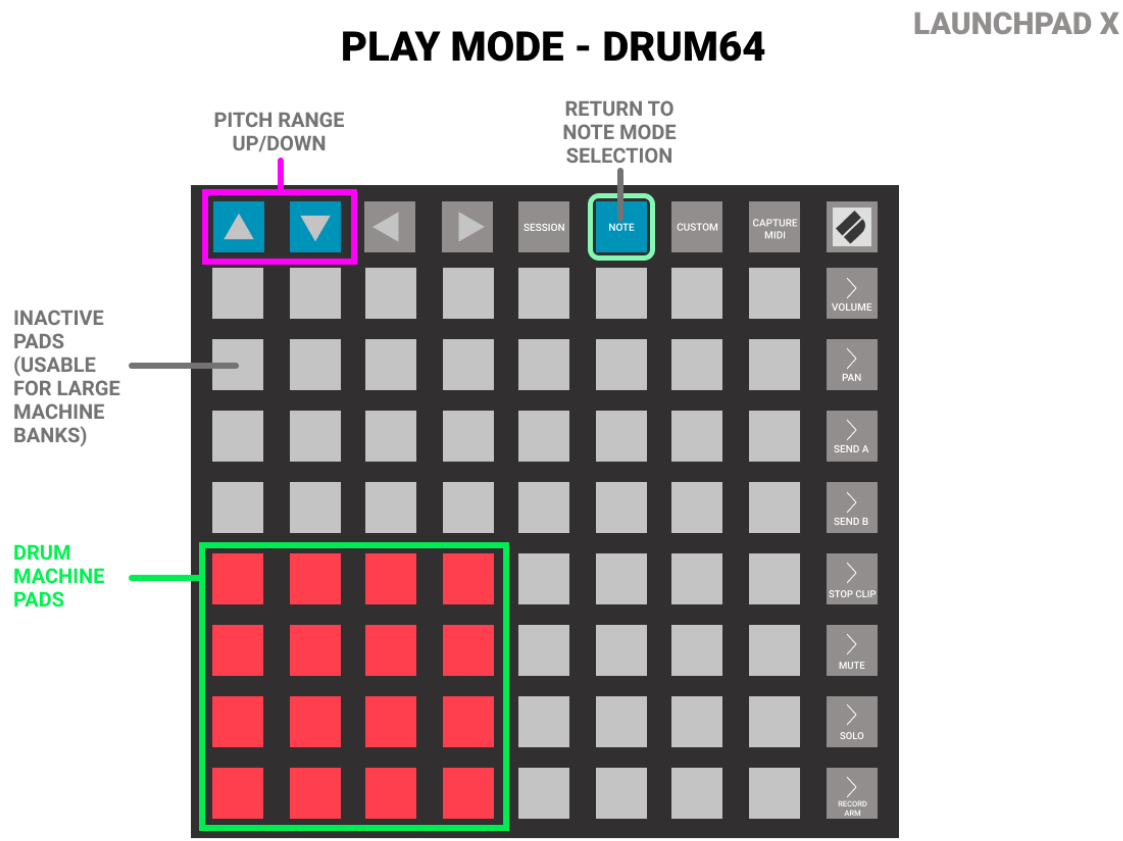 LAUNCHPAD X
PLAY MODE - DRUM64
PITCH RANGE
UP/DOWN
RETURN TO
NOTE MODE
SELECTION
SESSION
NOTE
CUSTOM
CAPTURE
MIDI
VOLUME
INACTIVE
PADS
(USABLE
FOR LARGE
MACHINE
BANKS)
PAN
SEND A
SEND B
DRUM
MACHINE
PADS
STOP CLIP
MUTE
SOLO
RECORD
ARM